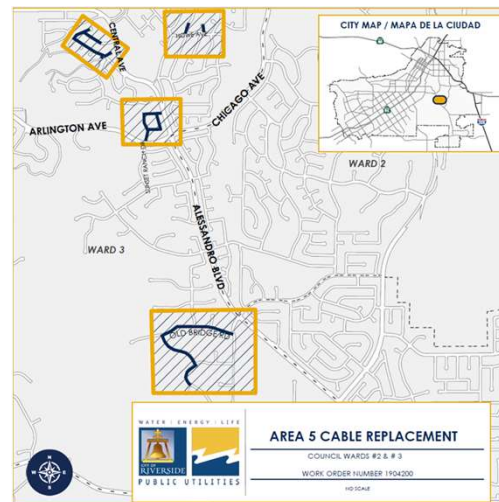 CITY MAP / MAPA DE LA CIUDAD
CENTRAL AVE
CHICAGO AVE
ARLINGTON AVE
WARD 2
ALESSANDRO BLVD
WARD 3
OLD BRIDGE RD
WATER | ENERGY | LIFE
CITY OF
RIVERSIDE
PUBLIC UTILITIES
AREA 5 CABLE REPLACEMENT
COUNCIL WARDS #2 & # 3
WORK ORDER NUMBER 1904200
NO SCALE
N
W
E
S